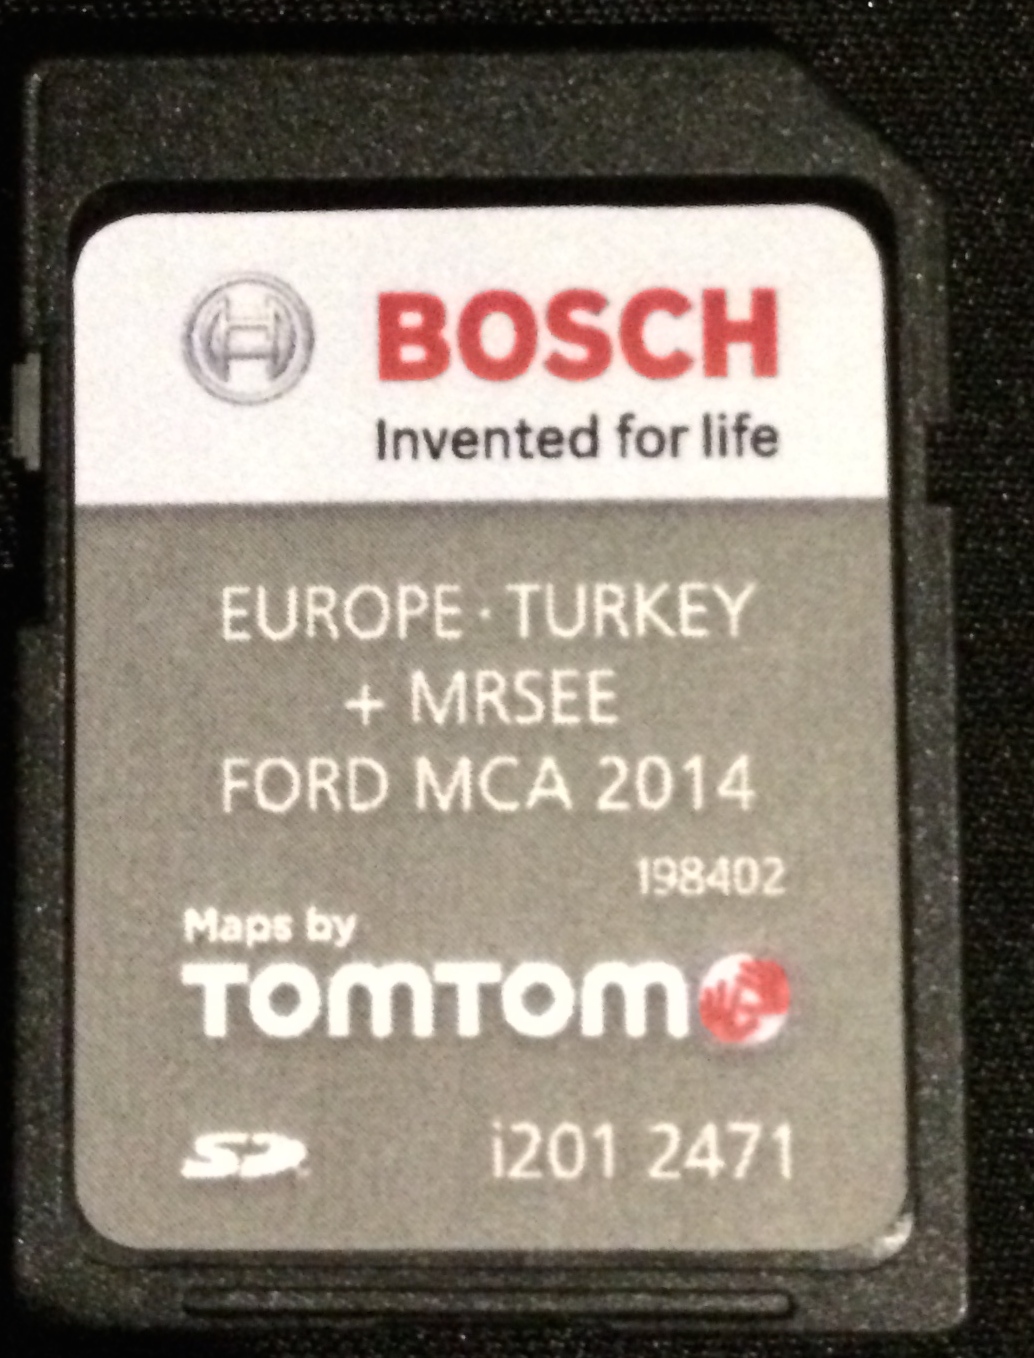 BOSCH
Invented for life
EUROPE · TURKEY
+ MRSEE
FORD MCA 2014
198402
Maps by
TOMTOM
SD
i201 2471